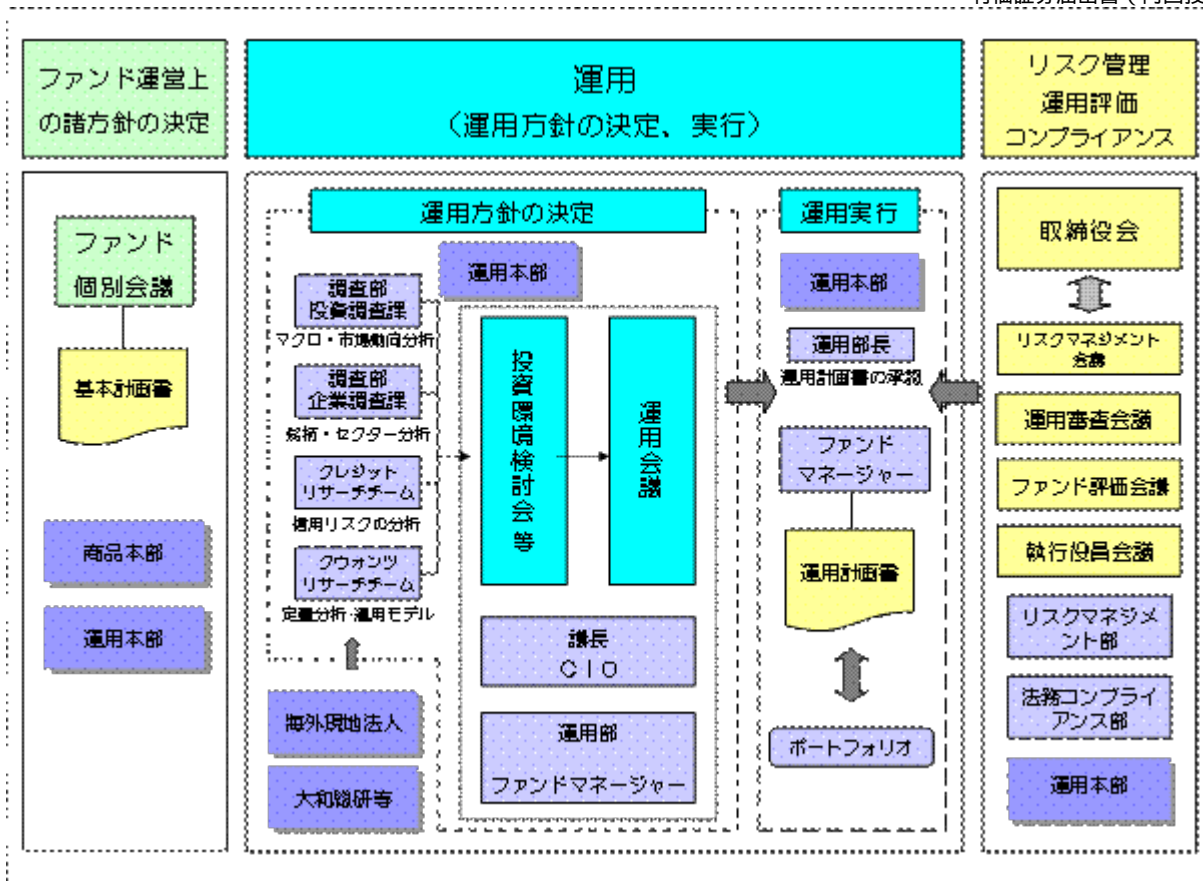 ファンド運営上
の諸方針の決定
運用
（運用方針の決定、実行）
リスク管理
運用評価
コンプライアンス
ファンド
個別会議
基本計画書
商品本部
運用本部
運用方針の決定
運用本部
調査部
投資調査課
マクロ・市場動向分析
調査部
企業調査課
銘柄・セクター分析
クレジット
リサーチチーム
信用リスクの分析
クウォンツ
リサーチチーム
定量分析・運用モデル
海外現地法人
大和総研等
投資環境検討会等
運用会議
議長
ＣＩＯ
運用部
ファンドマネージャー
運用実行
運用本部
運用部長
運用計画書の承認
ファンド
マネージャー
運用計画書
ポートフォリオ
取締役会
リスクマネジメント
会議
運用審査会議
ファンド評価会議
執行役員会議
リスクマネジメ
ント部
法務コンプライ
アンス部
運用本部